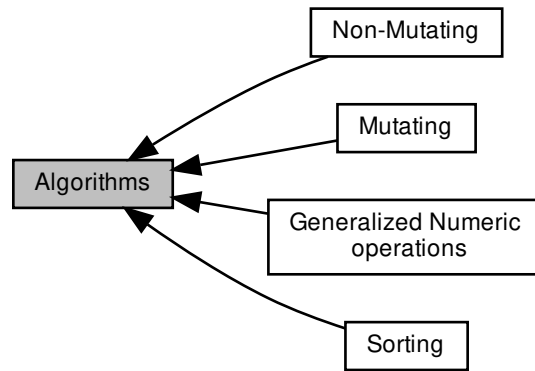 Non-Mutating
Mutating
Algorithms
Generalized Numeric
operations
Sorting